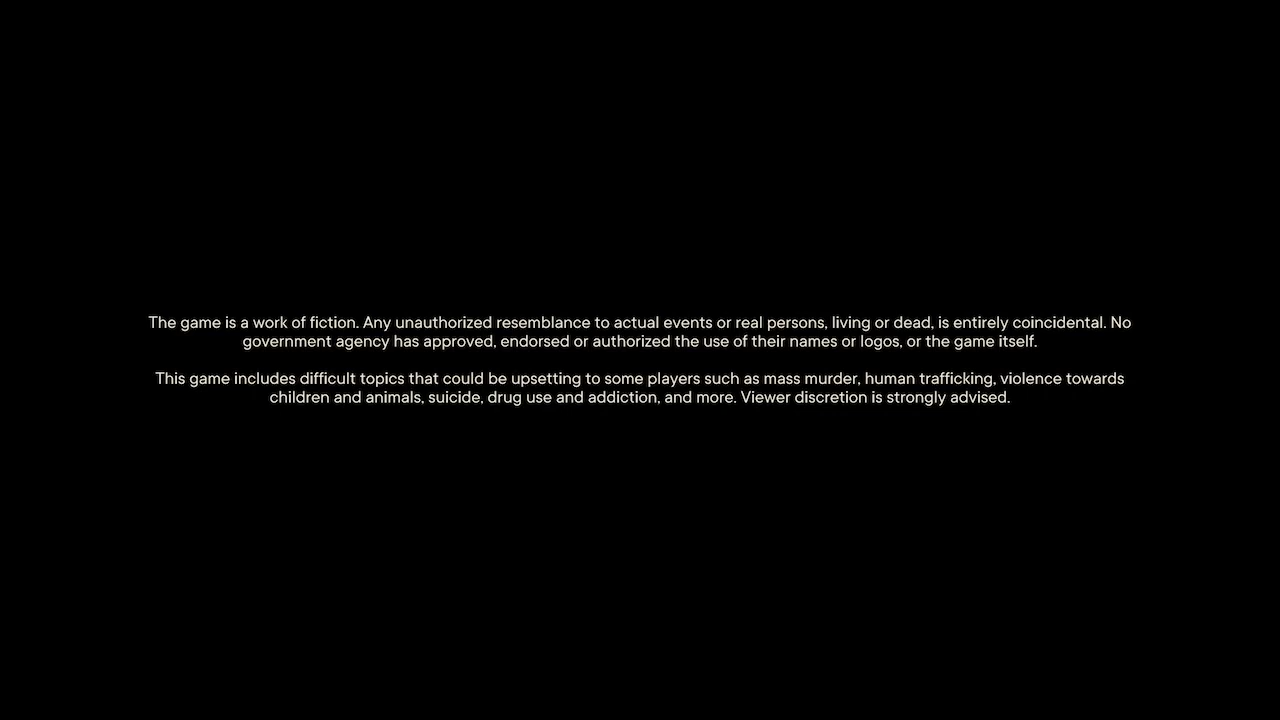 The game is a work of fiction. Any unauthorized resemblance to actual events or real persons, living or dead, is entirely coincidental. No
government agency has approved, endorsed or authorized the use of their names or logos, or the game itself.
This game includes difficult topics that could be upsetting to some players such as mass murder, human trafficking, violence towards
children and animals, suicide, drug use and addiction, and more. Viewer discretion is strongly advised.